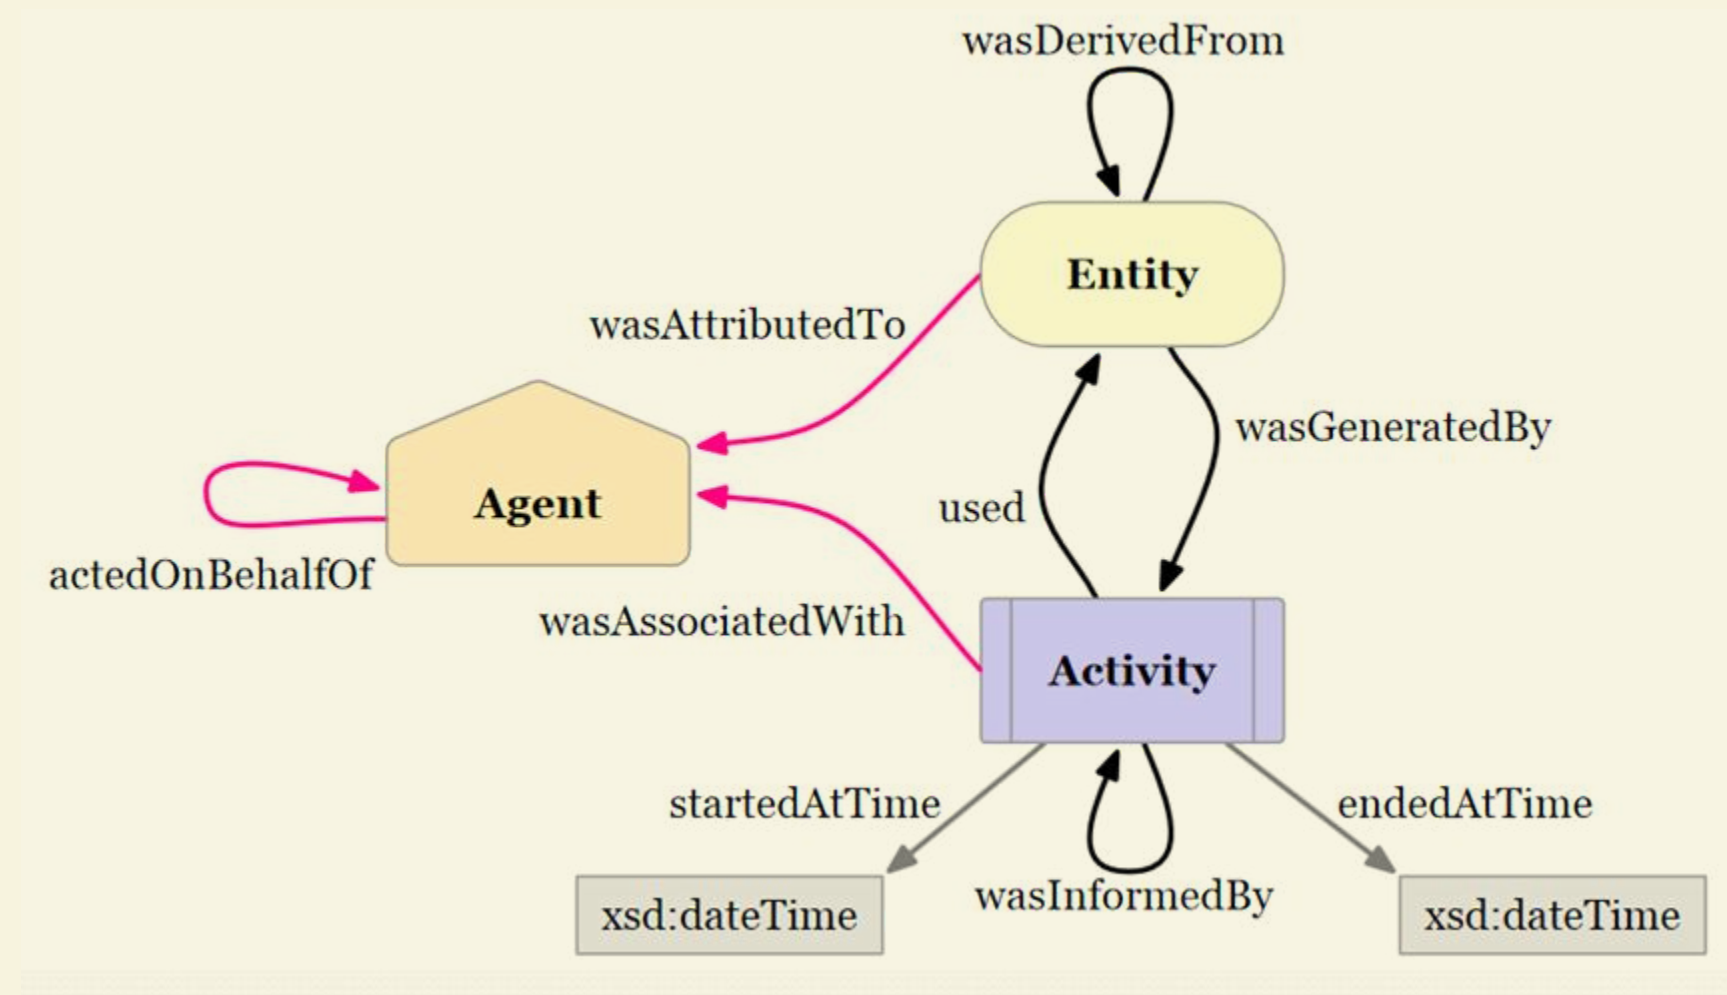 wasDerivedFrom
Entity
wasAttributedTo
wasGeneratedBy
Agent
used
actedOnBehalfOf
wasAssociatedWith
Activity
startedAtTime
endedAtTime
wasInformedBy
xsd:dateTime
xsd:dateTime